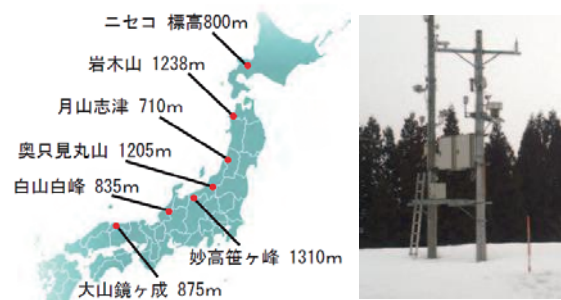 ニセコ 標高800m
岩木山 1238m
月山志津 710m
奥只見丸山 1205m
白山白峰 835m
妙高笹ヶ峰 1310m
大山鏡ヶ成 875m